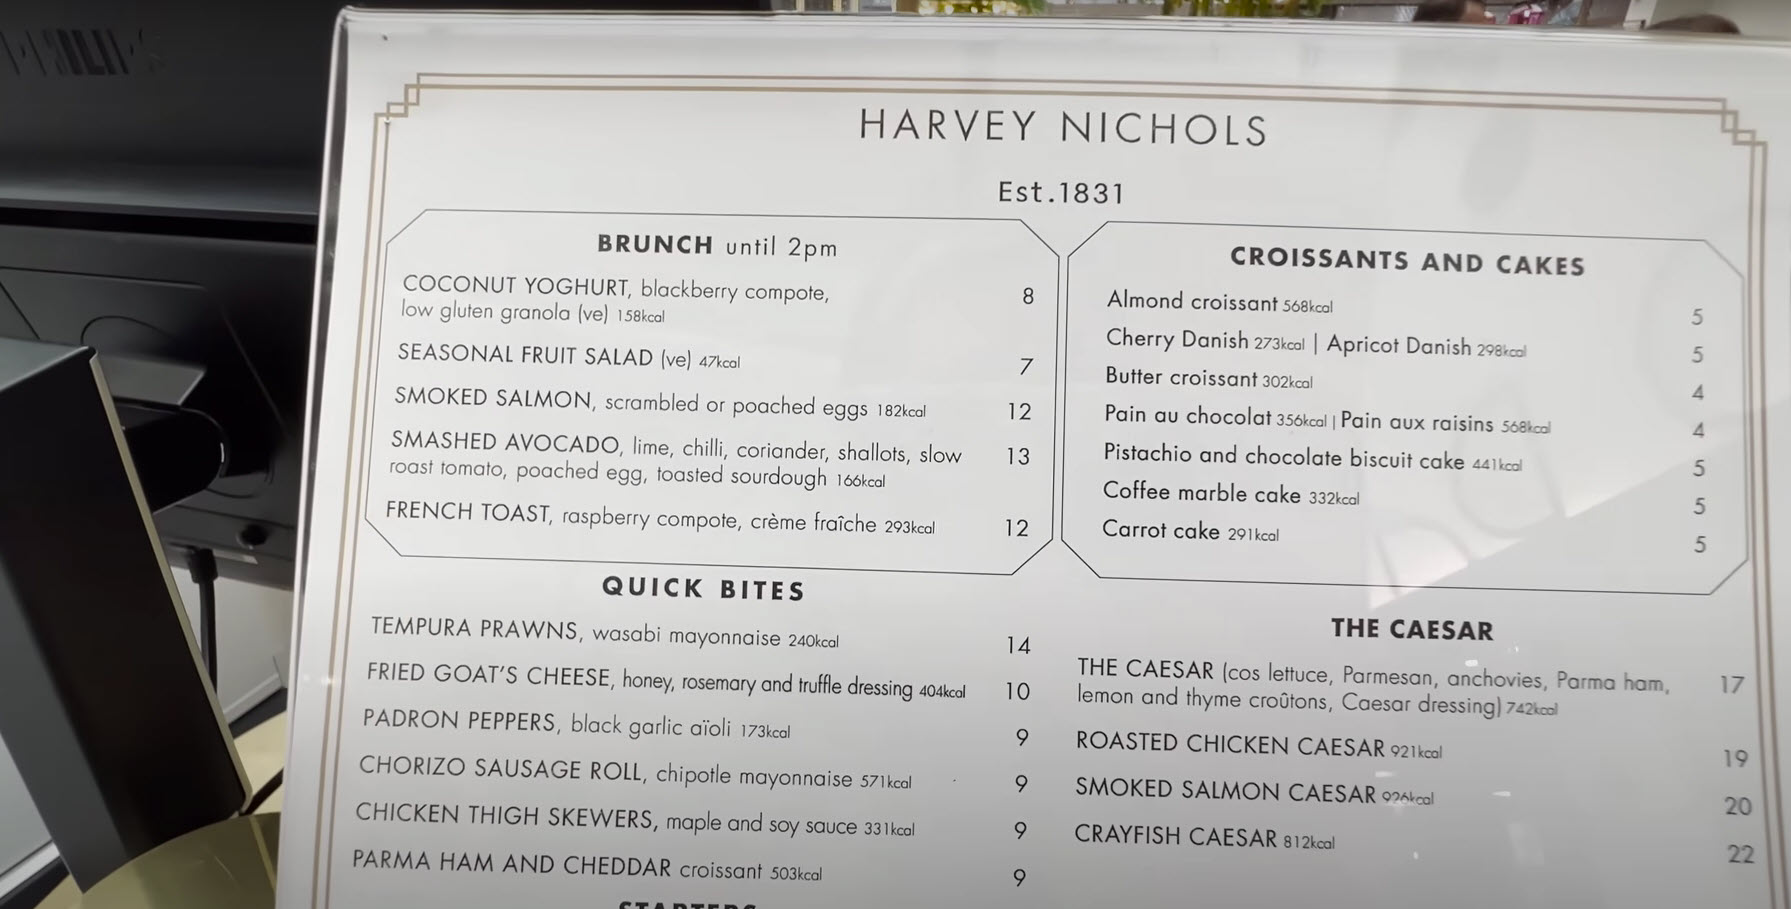 HARVEY NICHOLS
Est.1831
BRUNCH until 2pm
COCONUT YOGHURT, blackberry compote, 8
low gluten granola (ve) 158kcal
SEASONAL FRUIT SALAD (ve) 47kcal 7
SMOKED SALMON, scrambled or poached eggs 182kcal 12
SMASHED AVOCADO, lime, chilli, coriander, shallots, slow 13
roast tomato, poached egg, toasted sourdough 166kcal
FRENCH TOAST, raspberry compote, crème fraîche 293kcal 12
CROISSANTS AND CAKES
Almond croissant 568kcal 5
Cherry Danish 273kcal | Apricot Danish 298kcal 5
Butter croissant 302kcal 4
Pain au chocolat 356kcal | Pain aux raisins 568kcal 4
Pistachio and chocolate biscuit cake 441kcal 5
Coffee marble cake 332kcal 5
Carrot cake 291kcal 5
QUICK BITES
TEMPURA PRAWNS, wasabi mayonnaise 240kcal 14
FRIED GOAT'S CHEESE, honey, rosemary and truffle dressing 404kcal 10
PADRON PEPPERS, black garlic aïoli 173kcal 9
CHORIZO SAUSAGE ROLL, chipotle mayonnaise 571kcal 9
CHICKEN THIGH SKEWERS, maple and soy sauce 331kcal 9
PARMA HAM AND CHEDDAR croissant 503kcal 9
THE CAESAR
THE CAESAR (cos lettuce, Parmesan, anchovies, Parma ham, 17
lemon and thyme croûtons, Caesar dressing) 742kcal
ROASTED CHICKEN CAESAR 921kcal 19
SMOKED SALMON CAESAR 926kcal 20
CRAYFISH CAESAR 812kcal 22
STARTERS